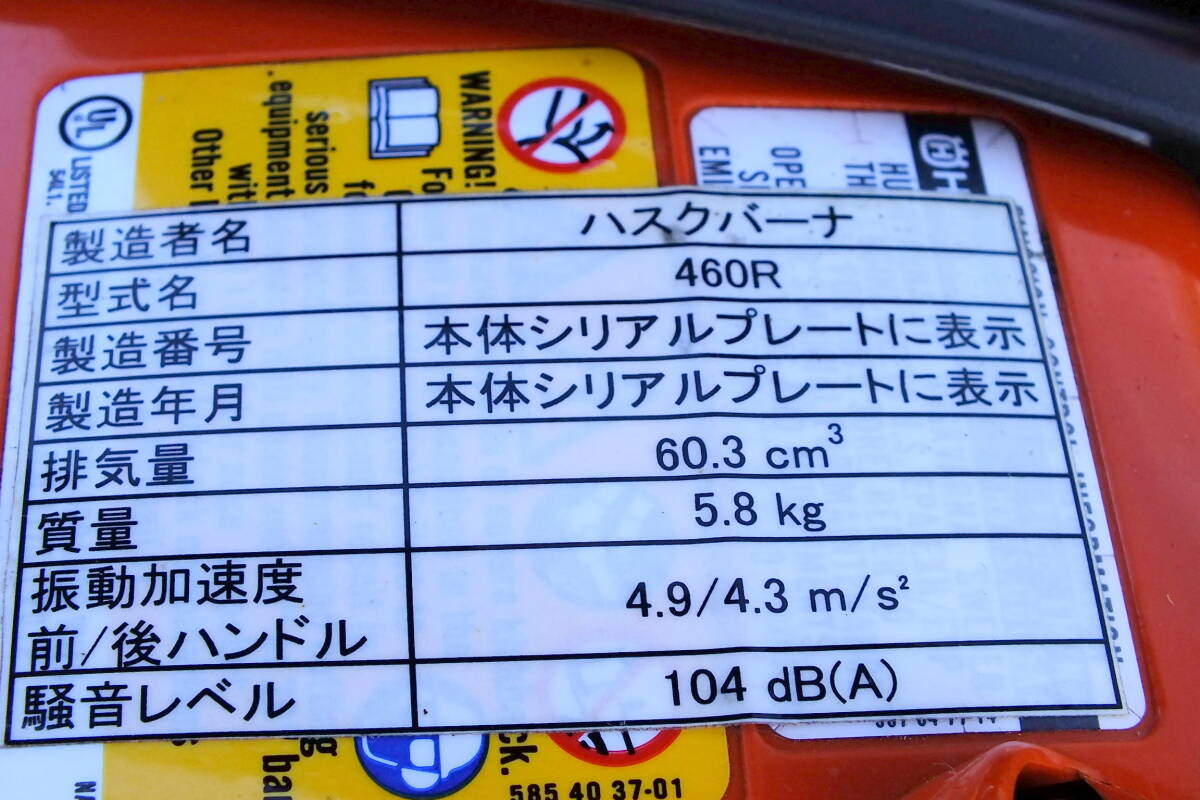 LISTED
WARNING!
serious
equipment
with
Other
製造者名 ハスクバーナ
型式名 460R
製造番号 本体シリアルプレートに表示
製造年月 本体シリアルプレートに表示
排気量 60.3 cm³
質量 5.8 kg
振動加速度
前/後ハンドル 4.9/4.3 m/s²
騒音レベル 104 dB(A)
585 40 37-01